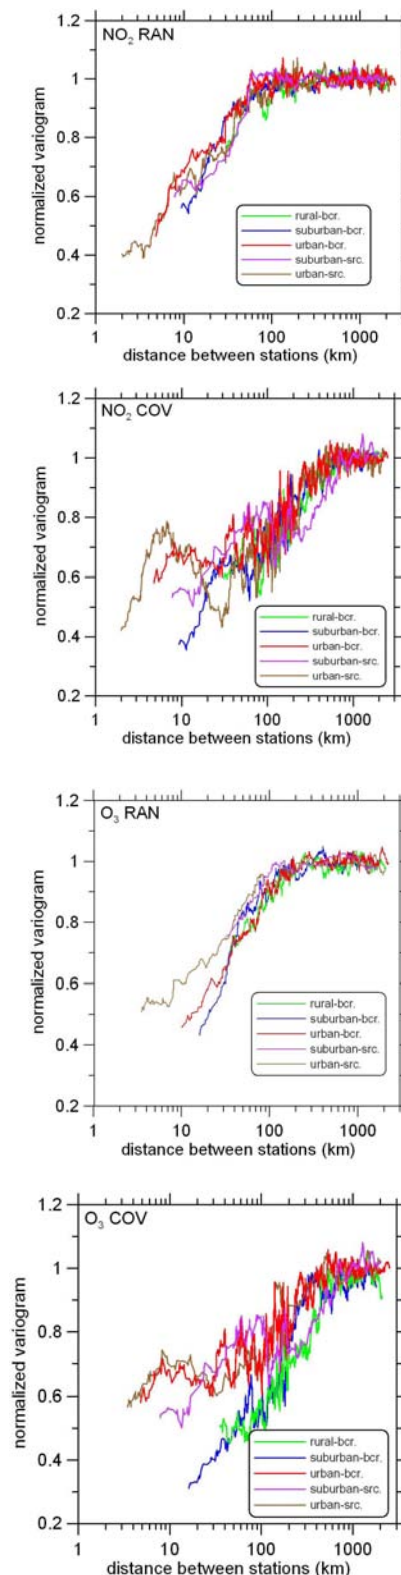 NO₂ RAN
1.2
1
0.8
0.6
0.4
0.2
normalized variogram
rural-bcr.
suburban-bcr.
urban-bcr.
suburban-src.
urban-src.
1 10 100 1000
distance between stations (km)
NO₂ COV
1.2
1
0.8
0.6
0.4
0.2
normalized variogram
rural-bcr.
suburban-bcr.
urban-bcr.
suburban-src.
urban-src.
1 10 100 1000
distance between stations (km)
O₃ RAN
1.2
1
0.8
0.6
0.4
0.2
normalized variogram
rural-bcr.
suburban-bcr.
urban-bcr.
suburban-src.
urban-src.
1 10 100 1000
distance between stations (km)
O₃ COV
1.2
1
0.8
0.6
0.4
0.2
normalized variogram
rural-bcr.
suburban-bcr.
urban-bcr.
suburban-src.
urban-src.
1 10 100 1000
distance between stations (km)